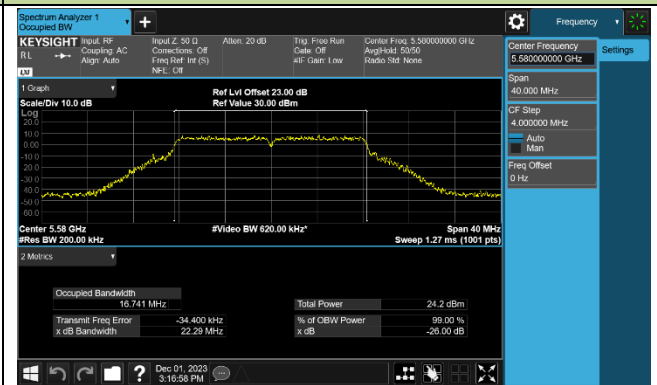 Spectrum Analyzer 1
Occupied BW
+
Frequency
KEYSIGHT
Input: RF
Coupling: AC
Align: Auto
Input Z: 50 Ω
Corrections: Off
Freq Ref: Int (S)
NFE: Off
Atten: 20 dB
Trig: Free Run
Gate: Off
#IF Gain: Low
Center Freq: 5.580000000 GHz
Avg|Hold: 50/50
Radio Std: None
RL
LXI
Center Frequency
5.580000000 GHz
Settings
Span
40.000 MHz
CF Step
4.000000 MHz
Auto
Man
Freq Offset
0 Hz
1 Graph
Scale/Div 10.0 dB
Ref Lvl Offset 23.00 dB
Ref Value 30.00 dBm
Log
20.0
10.0
0.00
-10.0
-20.0
-30.0
-40.0
-50.0
-60.0
Center 5.58 GHz
#Res BW 200.00 kHz
#Video BW 620.00 kHz*
Span 40 MHz
Sweep 1.27 ms (1001 pts)
2 Metrics
Occupied Bandwidth
16.741 MHz
Total Power 24.2 dBm
Transmit Freq Error -34.400 kHz
% of OBW Power 99.00 %
x dB Bandwidth 22.29 MHz
x dB -26.00 dB
?
Dec 01, 2023
3:16:58 PM